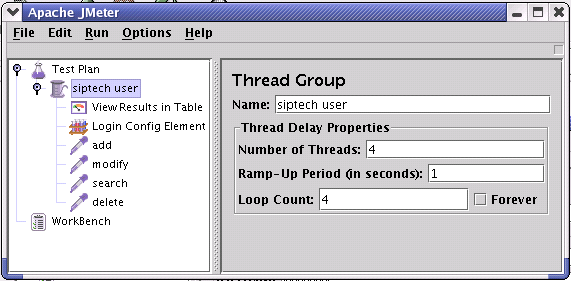 Apache JMeter
File Edit Run Options Help
Test Plan
siptech user
View Results in Table
Login Config Element
add
modify
search
delete
WorkBench
Thread Group
Name: siptech user
Thread Delay Properties
Number of Threads: 4
Ramp-Up Period (in seconds): 1
Loop Count: 4 Forever